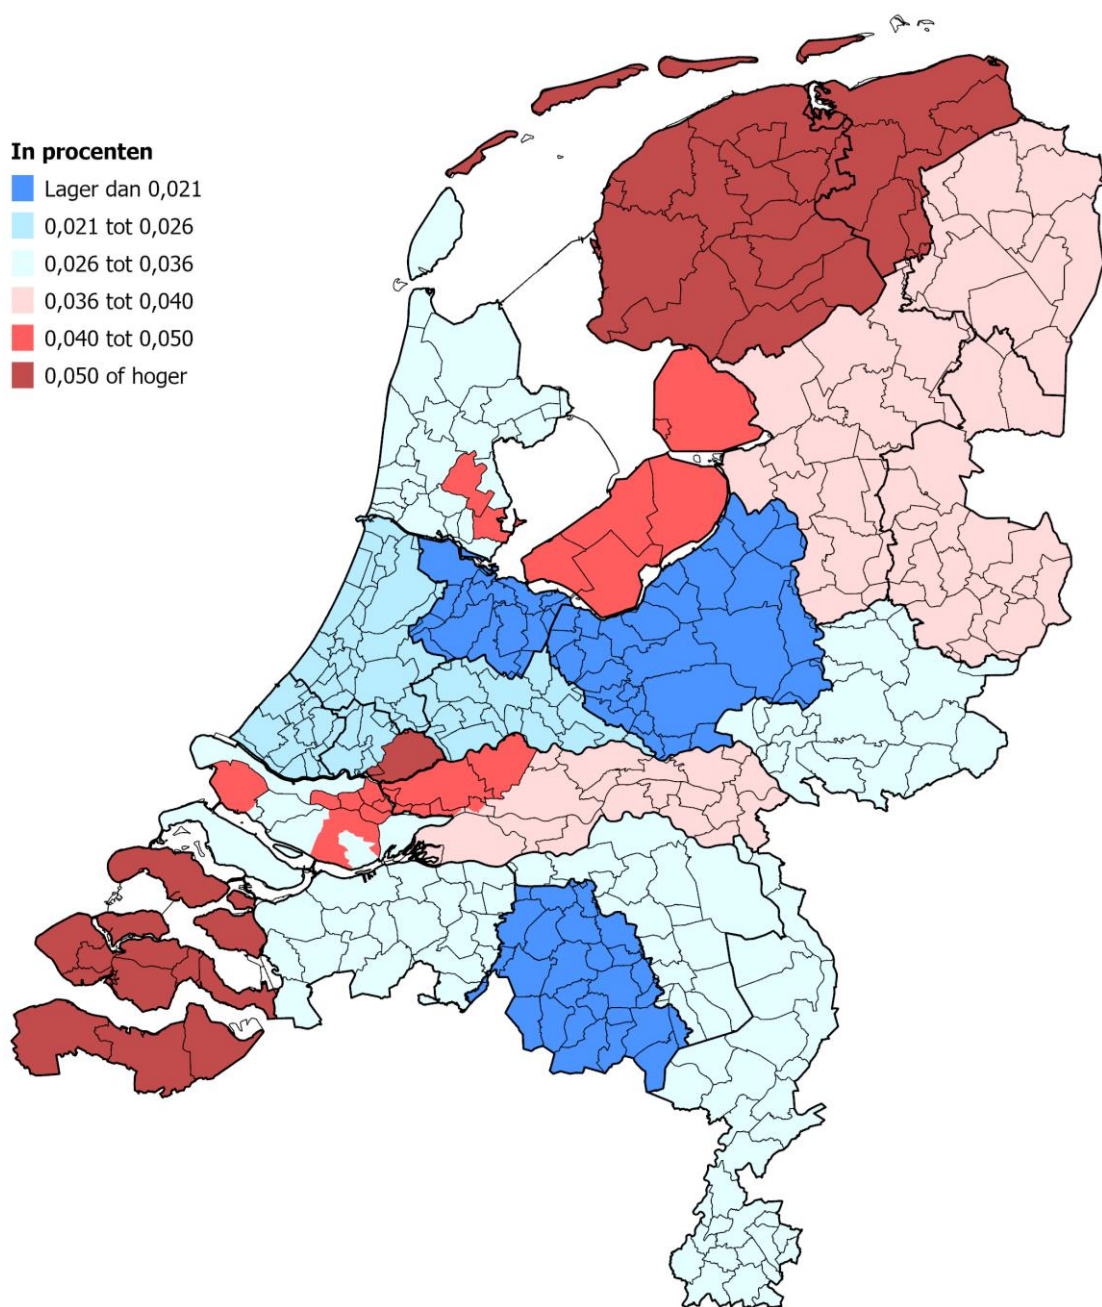 In procenten
Lager dan 0,021
0,021 tot 0,026
0,026 tot 0,036
0,036 tot 0,040
0,040 tot 0,050
0,050 of hoger